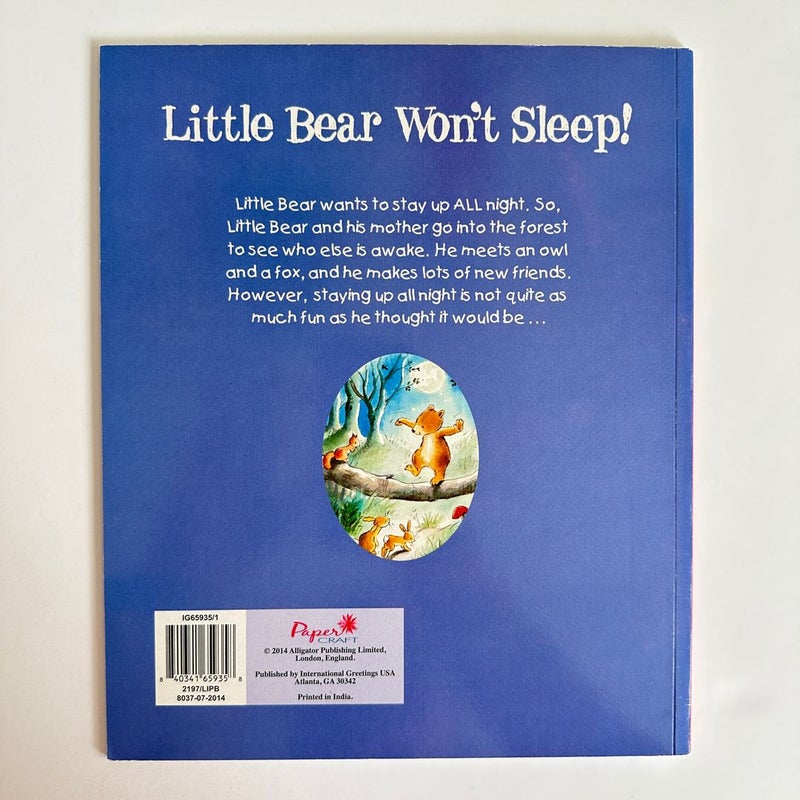 Little Bear Won't Sleep!
Little Bear wants to stay up ALL night. So,
Little Bear and his mother go into the forest
to see who else is awake. He meets an owl
and a fox, and he makes lots of new friends.
However, staying up all night is not quite as
much fun as he thought it would be ...
IG65935/1
8 40341 65935 8
2197/LIPB
8037-07-2014
Paper
CRAFT
© 2014 Alligator Publishing Limited,
London, England.
Published by International Greetings USA
Atlanta, GA 30342
Printed in India.